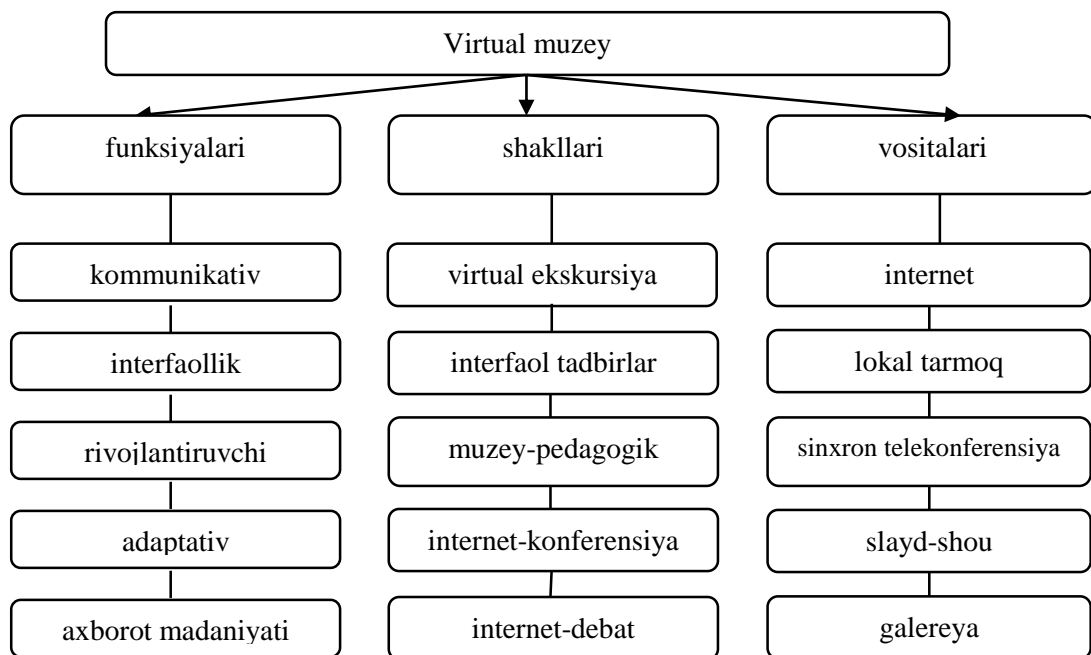 Virtual muzey
funksiyalari
shakllari
vositalari
kommunikativ
virtual ekskursiya
internet
interfaollik
interfaol tadbirlar
lokal tarmoq
rivojlantiruvchi
muzey-pedagogik
sinxron telekonferensiya
adaptativ
internet-konferensiya
slayd-shou
axborot madaniyati
internet-debat
galereya